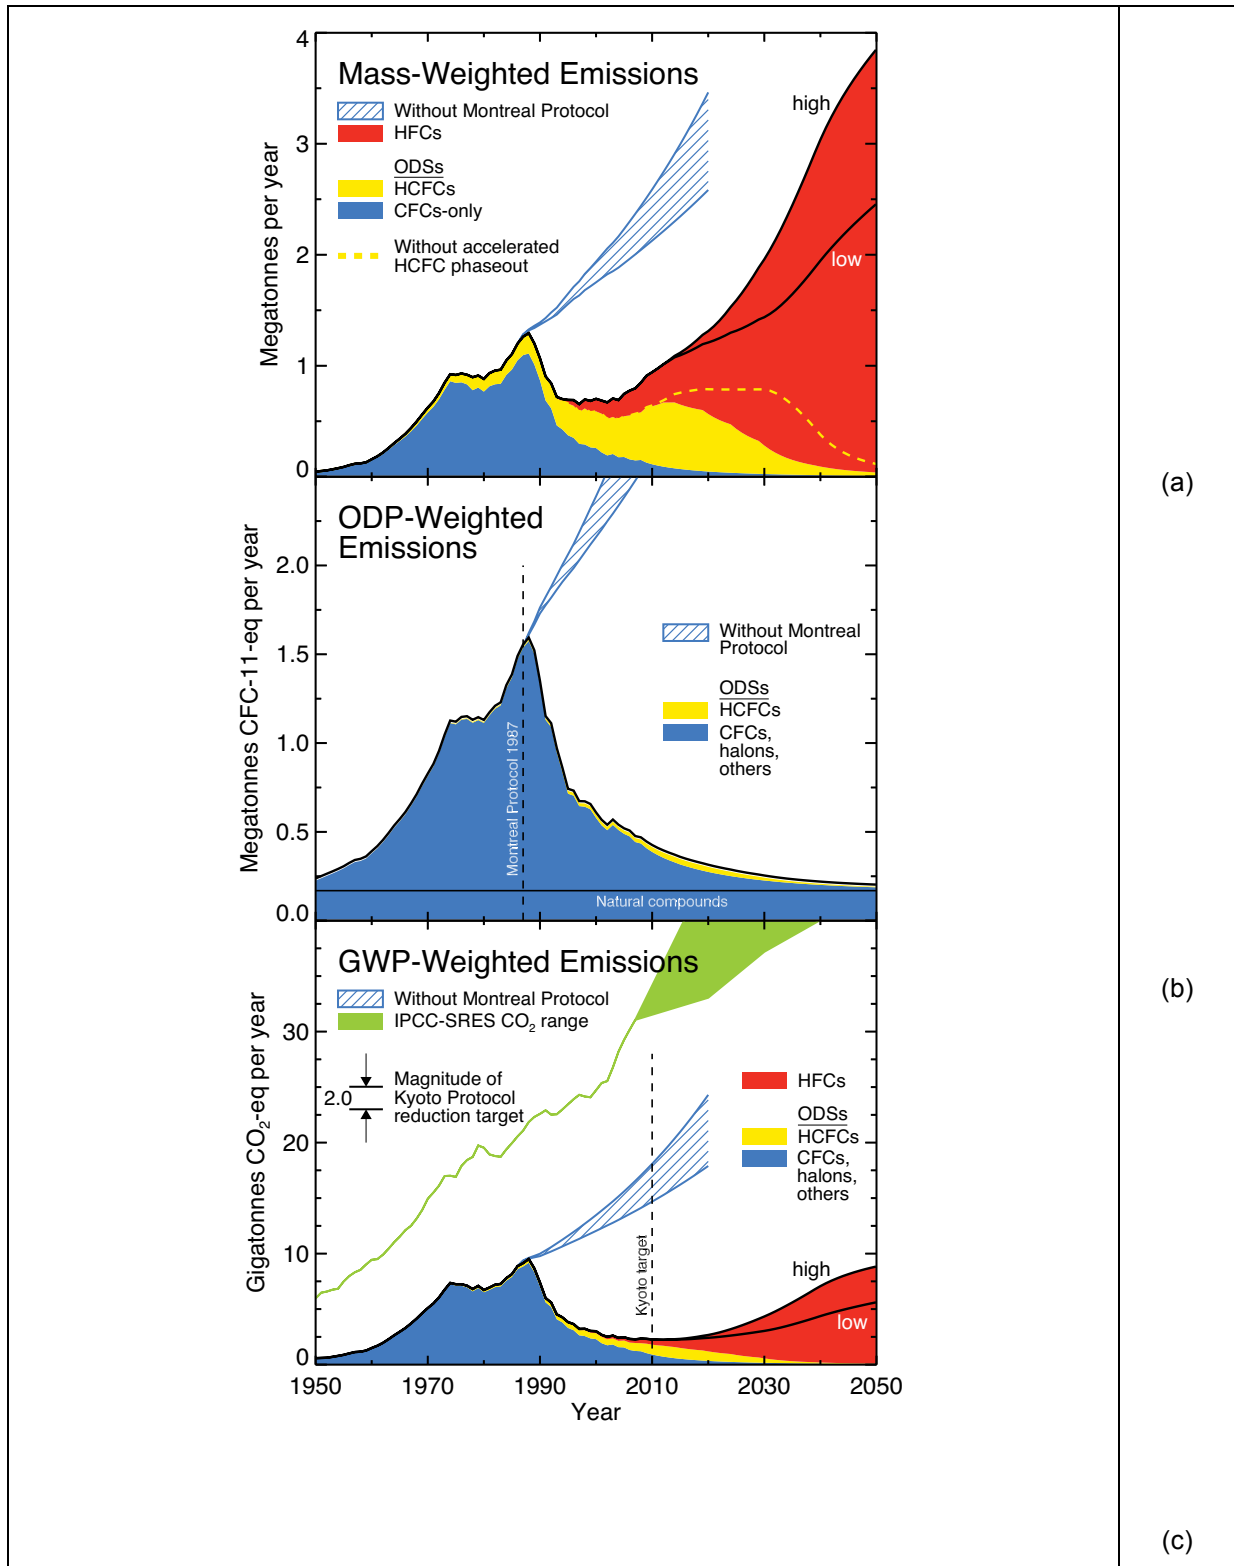 4
Mass-Weighted Emissions
Without Montreal Protocol
HFCs
ODSs
HCFCs
CFCs-only
Without accelerated
HCFC phaseout
high
low
3
2
1
0
Megatonnes per year
(a)
ODP-Weighted
Emissions
2.0
1.5
1.0
0.5
0.0
Megatonnes CFC-11-eq per year
Without Montreal
Protocol
ODSs
HCFCs
CFCs,
halons,
others
Montreal Protocol 1987
Natural compounds
(b)
GWP-Weighted Emissions
Without Montreal Protocol
IPCC-SRES CO₂ range
2.0
Magnitude of
Kyoto Protocol
reduction target
HFCs
ODSs
HCFCs
CFCs,
halons,
others
Kyoto target
high
low
30
20
10
0
Gigatonnes CO₂-eq per year
1950 1970 1990 2010 2030 2050
Year
(c)